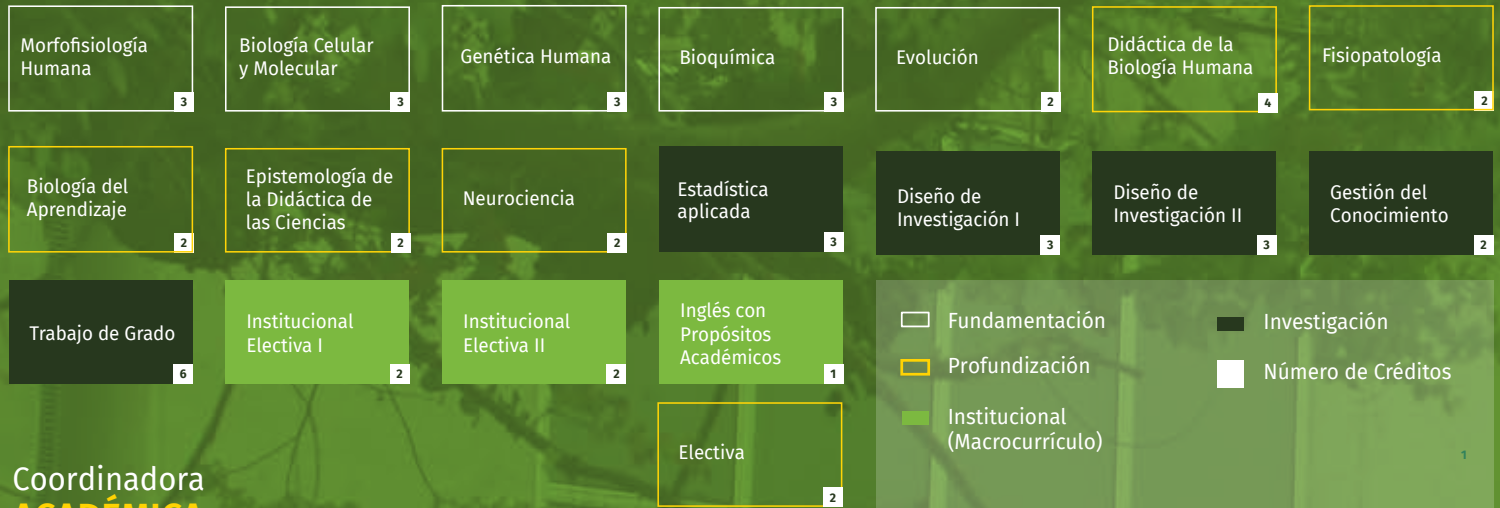 Morfofisiología
Humana
3
Biología Celular
y Molecular
3
Genética Humana
3
Bioquímica
3
Evolución
2
Didáctica de la
Biología Humana
4
Fisiopatología
2
Biología del
Aprendizaje
2
Epistemología de
la Didáctica de
las Ciencias
2
Neurociencia
2
Estadística
aplicada
3
Diseño de
Investigación I
3
Diseño de
Investigación II
3
Gestión del
Conocimiento
2
Trabajo de Grado
6
Institucional
Electiva I
2
Institucional
Electiva II
2
Inglés con
Propósitos
Académicos
1
Electiva
2
Fundamentación
Profundización
Institucional
(Macrocurrículo)
Investigación
Número de Créditos
1
Coordinadora
ACADÉMICA